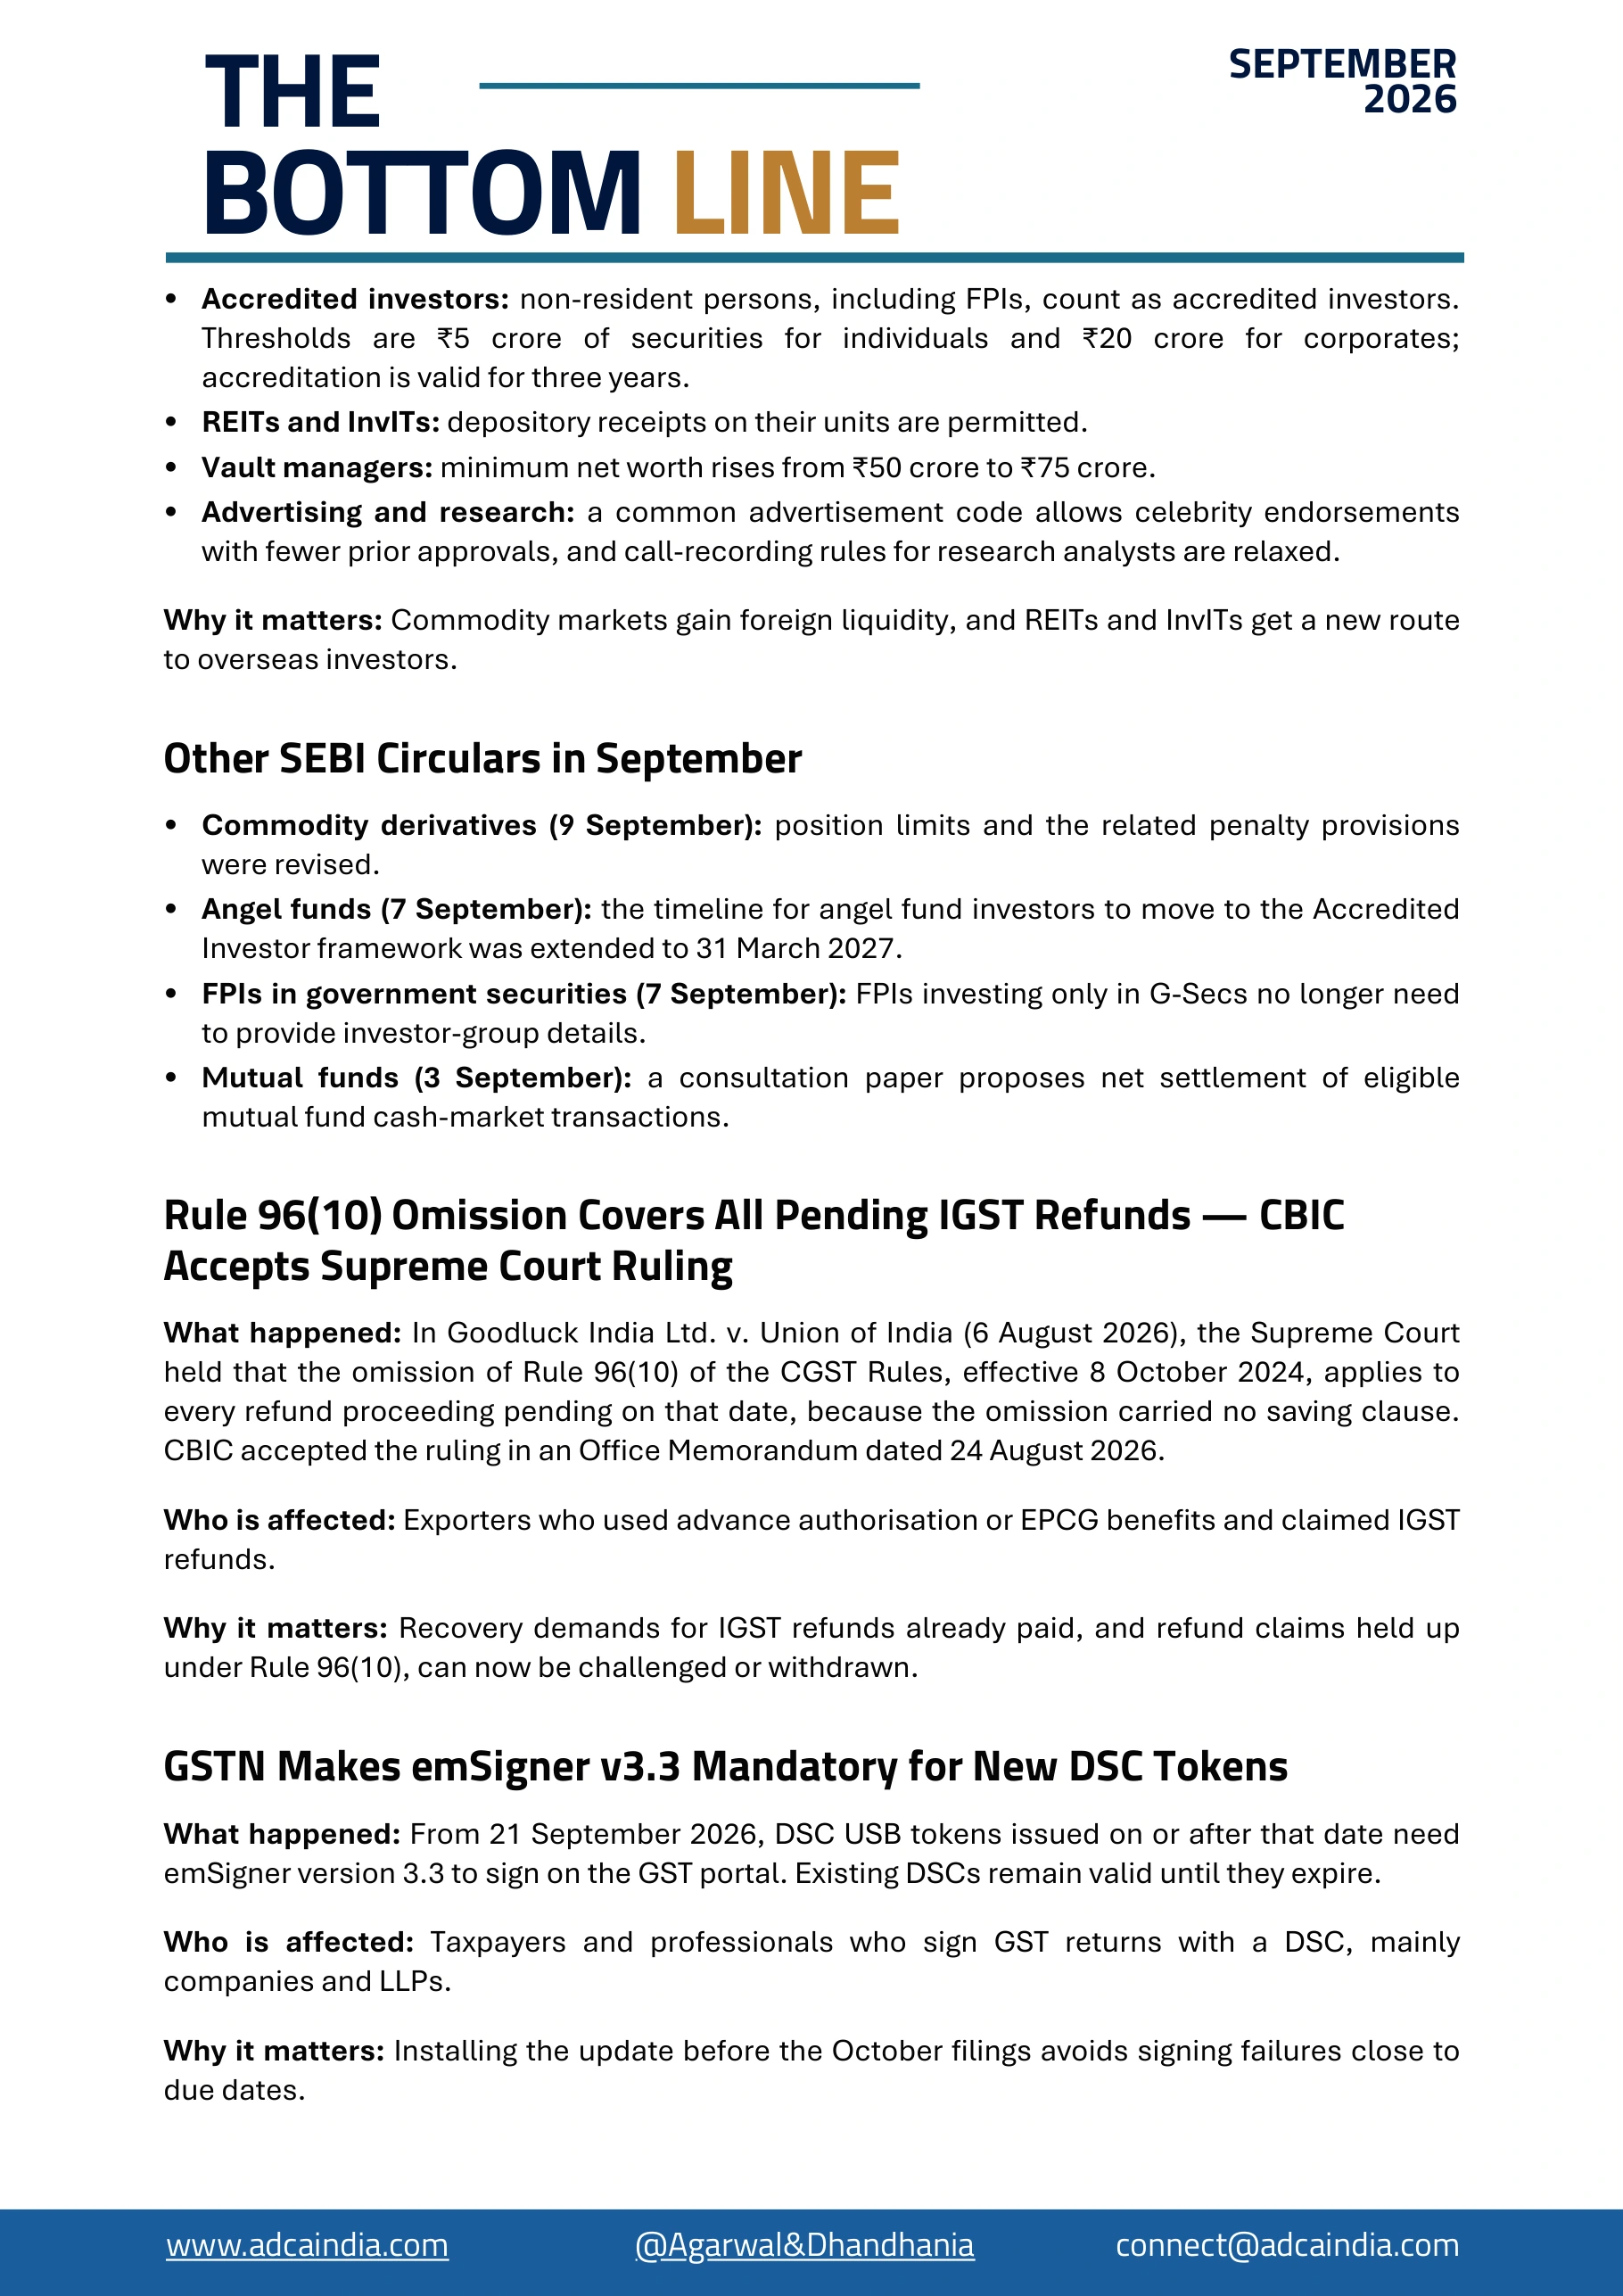 THE
BOTTOM LINE
SEPTEMBER
2026
• Accredited investors: non-resident persons, including FPIs, count as accredited investors.
Thresholds are ₹5 crore of securities for individuals and ₹20 crore for corporates;
accreditation is valid for three years.
• REITs and InvITs: depository receipts on their units are permitted.
• Vault managers: minimum net worth rises from ₹50 crore to ₹75 crore.
• Advertising and research: a common advertisement code allows celebrity endorsements
with fewer prior approvals, and call-recording rules for research analysts are relaxed.
Why it matters: Commodity markets gain foreign liquidity, and REITs and InvITs get a new route
to overseas investors.
Other SEBI Circulars in September
• Commodity derivatives (9 September): position limits and the related penalty provisions
were revised.
• Angel funds (7 September): the timeline for angel fund investors to move to the Accredited
Investor framework was extended to 31 March 2027.
• FPIs in government securities (7 September): FPIs investing only in G-Secs no longer need
to provide investor-group details.
• Mutual funds (3 September): a consultation paper proposes net settlement of eligible
mutual fund cash-market transactions.
Rule 96(10) Omission Covers All Pending IGST Refunds — CBIC
Accepts Supreme Court Ruling
What happened: In Goodluck India Ltd. v. Union of India (6 August 2026), the Supreme Court
held that the omission of Rule 96(10) of the CGST Rules, effective 8 October 2024, applies to
every refund proceeding pending on that date, because the omission carried no saving clause.
CBIC accepted the ruling in an Office Memorandum dated 24 August 2026.
Who is affected: Exporters who used advance authorisation or EPCG benefits and claimed IGST
refunds.
Why it matters: Recovery demands for IGST refunds already paid, and refund claims held up
under Rule 96(10), can now be challenged or withdrawn.
GSTN Makes emSigner v3.3 Mandatory for New DSC Tokens
What happened: From 21 September 2026, DSC USB tokens issued on or after that date need
emSigner version 3.3 to sign on the GST portal. Existing DSCs remain valid until they expire.
Who is affected: Taxpayers and professionals who sign GST returns with a DSC, mainly
companies and LLPs.
Why it matters: Installing the update before the October filings avoids signing failures close to
due dates.
www.adcaindia.com
@Agarwal&Dhandhania
connect@adcaindia.com